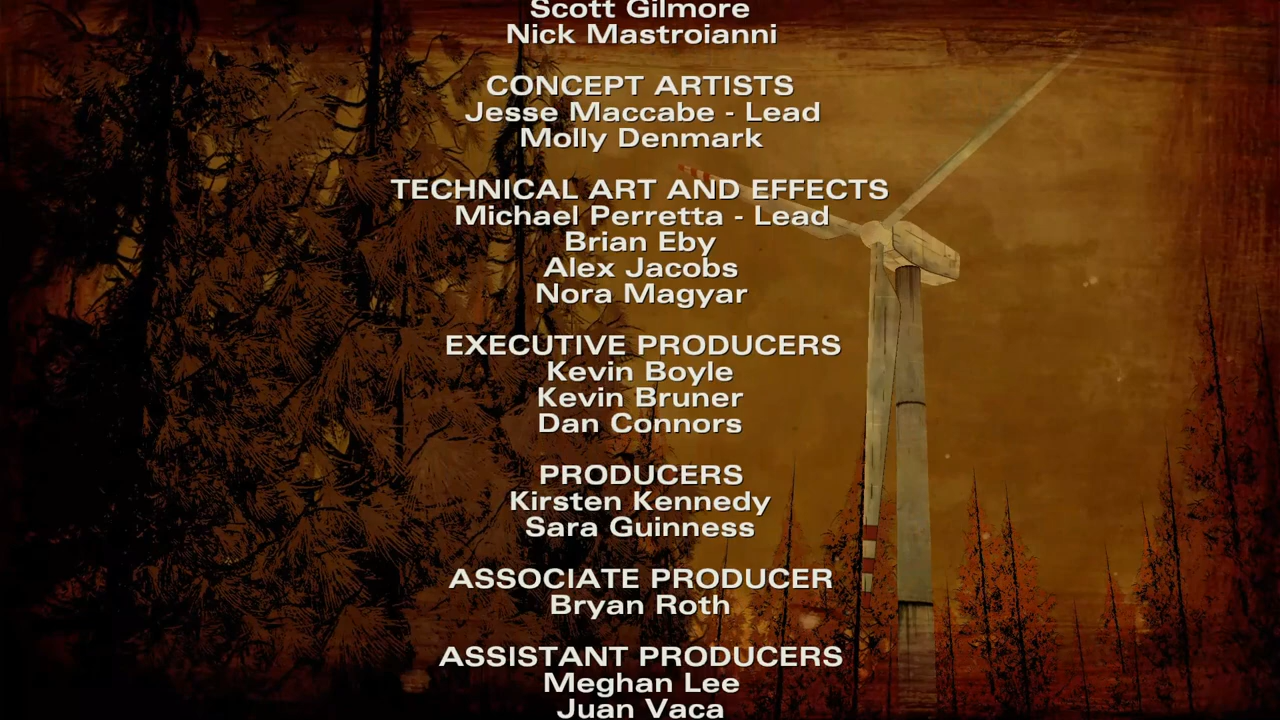 Scott Gilmore
Nick Mastroianni
CONCEPT ARTISTS
Jesse Maccabe - Lead
Molly Denmark
TECHNICAL ART AND EFFECTS
Michael Perretta - Lead
Brian Eby
Alex Jacobs
Nora Magyar
EXECUTIVE PRODUCERS
Kevin Boyle
Kevin Bruner
Dan Connors
PRODUCERS
Kirsten Kennedy
Sara Guinness
ASSOCIATE PRODUCER
Bryan Roth
ASSISTANT PRODUCERS
Meghan Lee
Juan Vaca